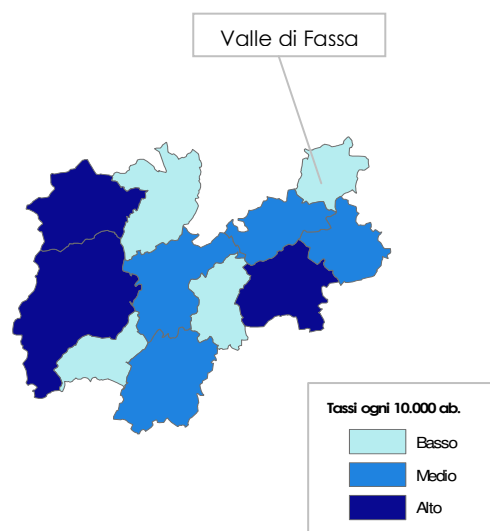 Valle di Fassa
Tassi ogni 10.000 ab.
Basso
Medio
Alto